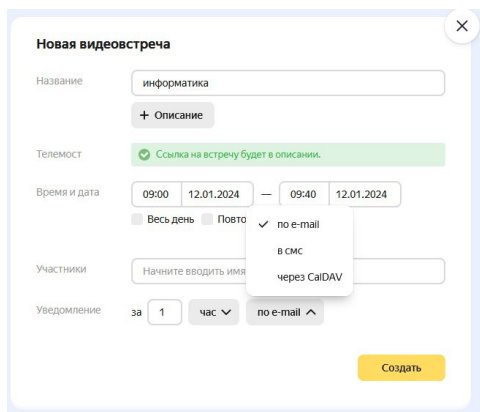 Новая видеовстреча
Название
информатика
+ Описание
Телемост
Ссылка на встречу будет в описании.
Время и дата
09:00 12.01.2024 — 09:40 12.01.2024
Весь день
по e-mail
в смс
через CalDAV
Участники
Начните вводить имя
Уведомление
за 1 час по e-mail
Создать